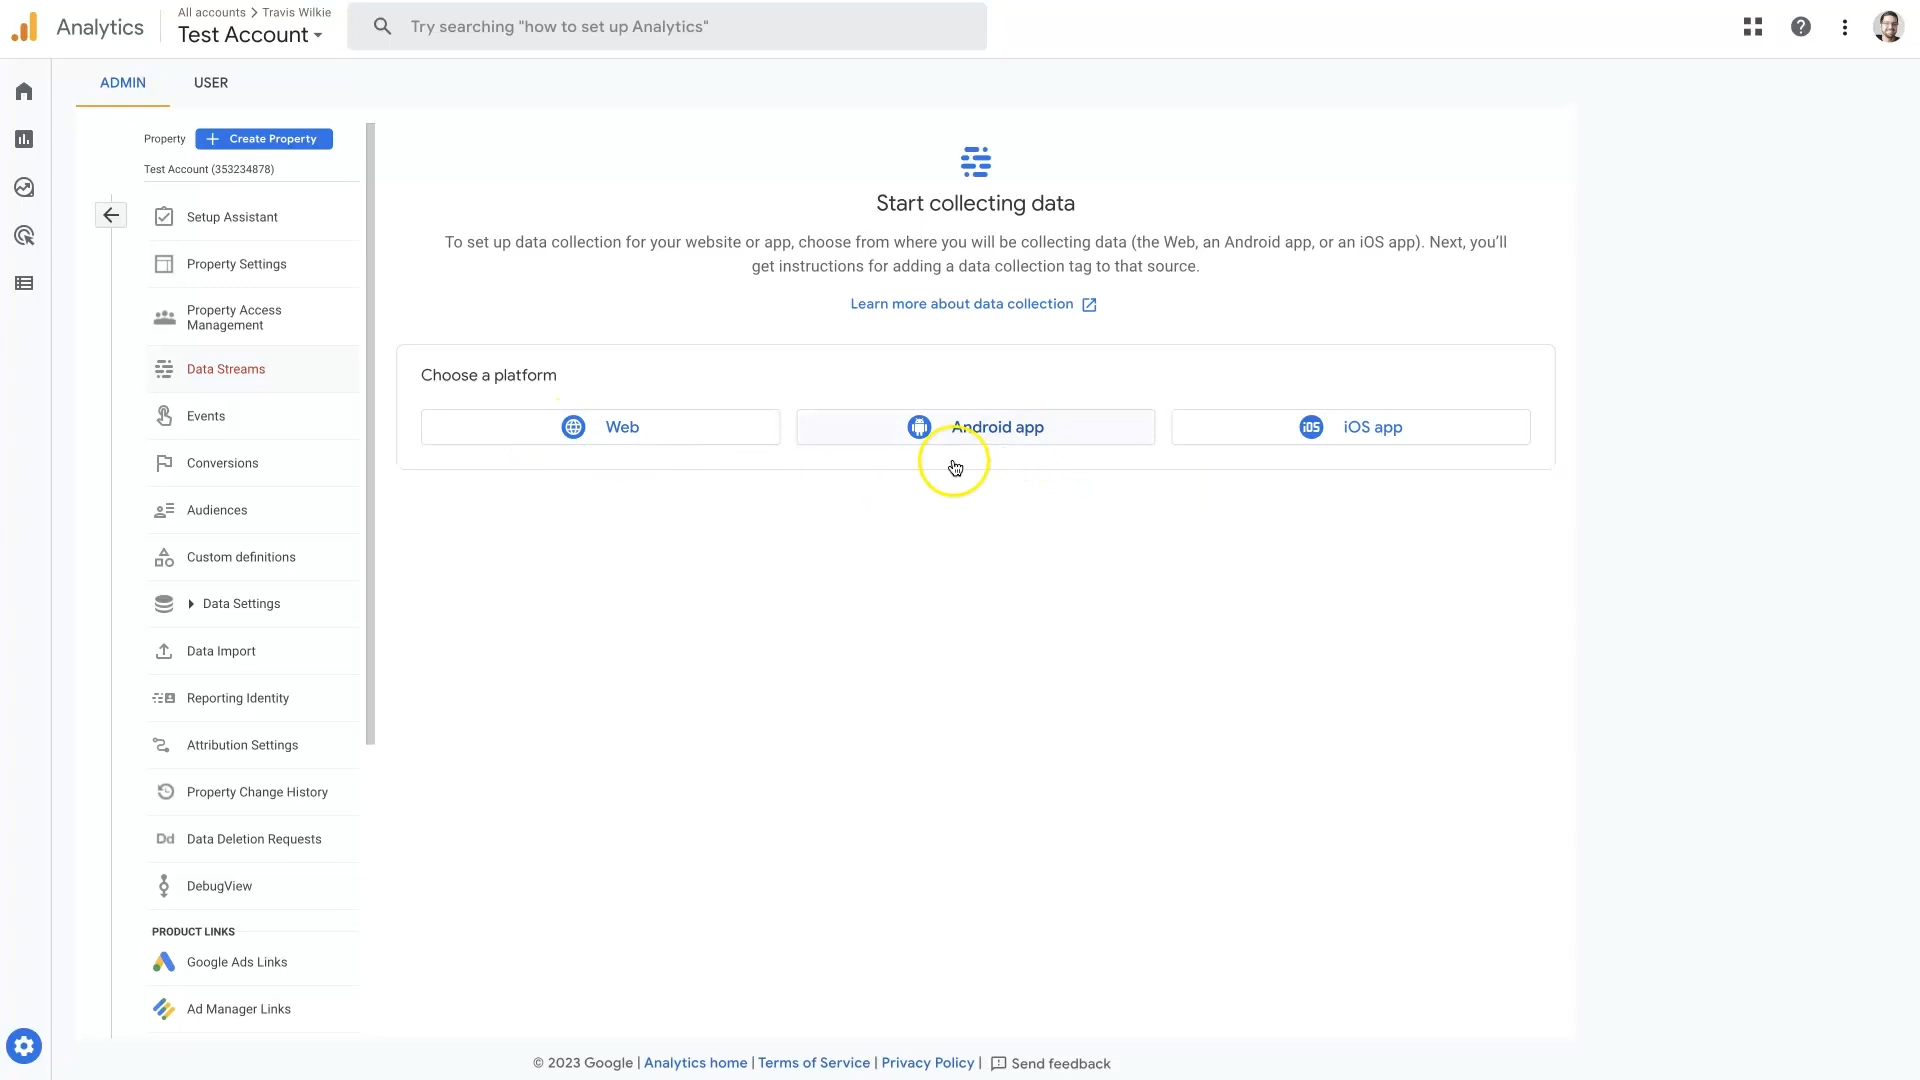 Analytics
All accounts > Travis Wilkie
Test Account
Try searching "how to set up Analytics"
ADMIN
USER
Property
+ Create Property
Test Account (353234878)
Setup Assistant
Property Settings
Property Access
Management
Data Streams
Events
Conversions
Audiences
Custom definitions
Data Settings
Data Import
Reporting Identity
Attribution Settings
Property Change History
Dd Data Deletion Requests
DebugView
PRODUCT LINKS
Google Ads Links
Ad Manager Links
Start collecting data
To set up data collection for your website or app, choose from where you will be collecting data (the Web, an Android app, or an iOS app). Next, you’ll
get instructions for adding a data collection tag to that source.
Learn more about data collection
Choose a platform
Web
Android app
iOS iOS app
© 2023 Google | Analytics home | Terms of Service | Privacy Policy | Send feedback